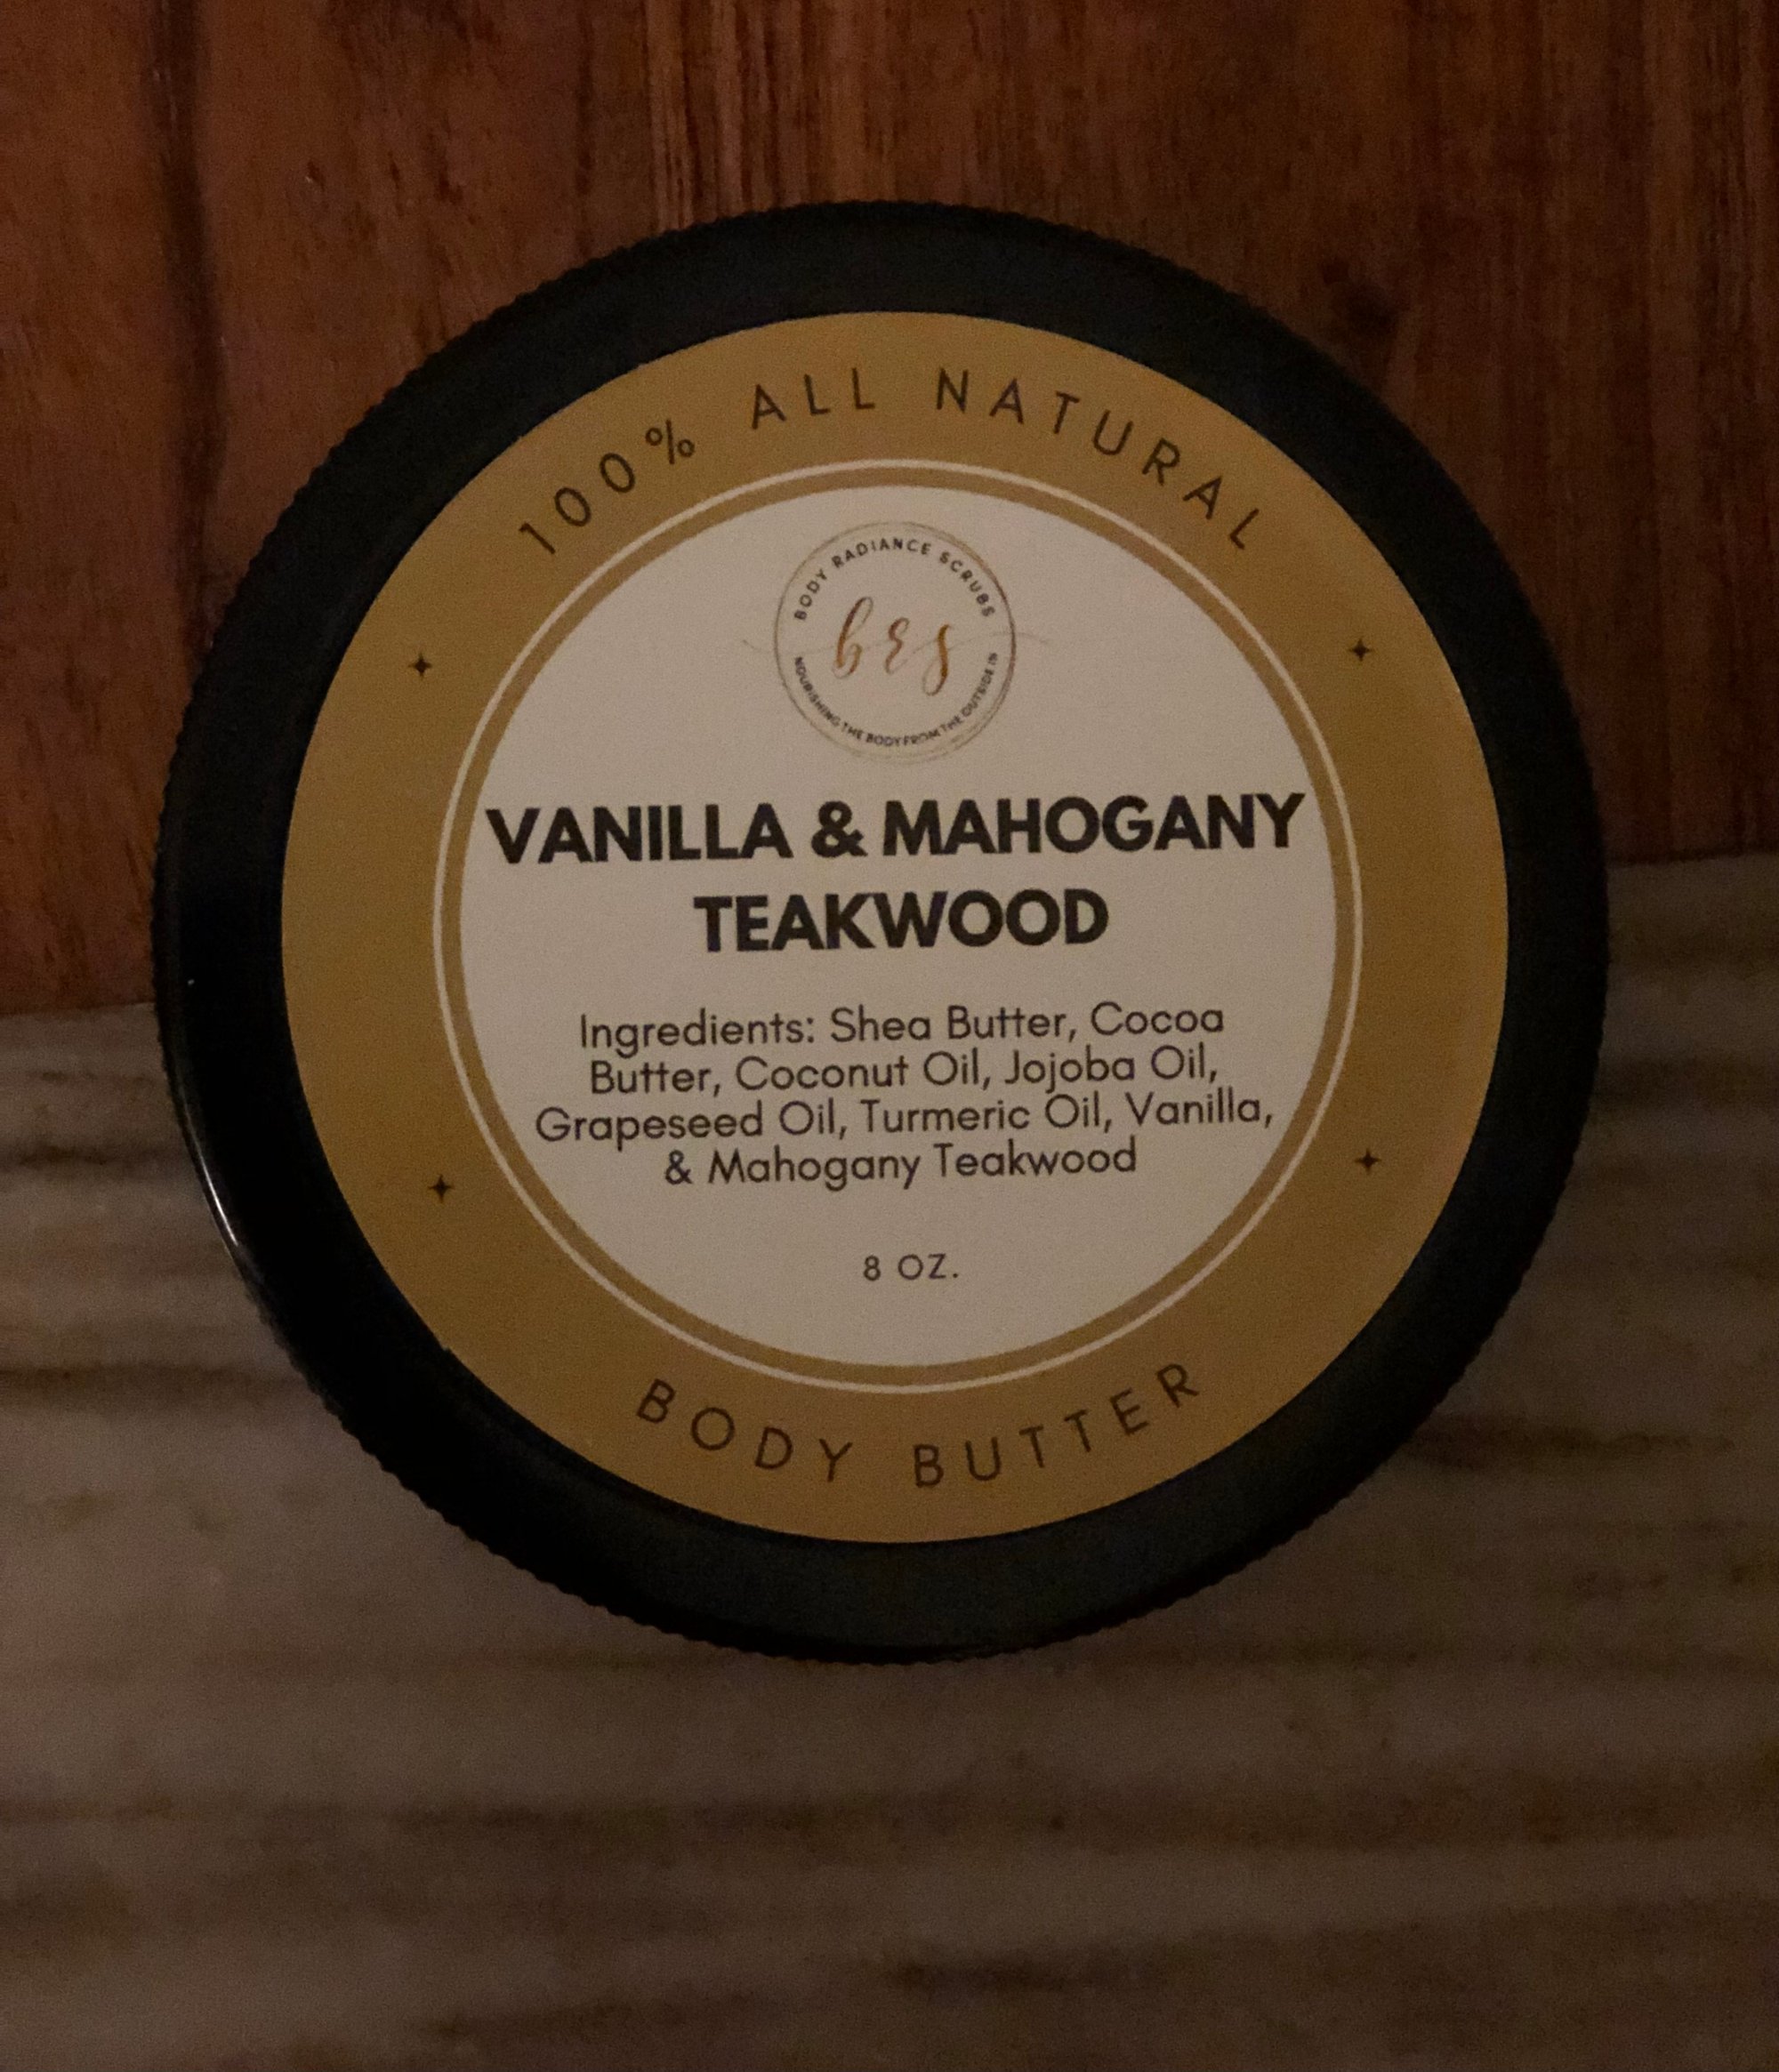 100% ALL NATURAL
BODY RADIANCE SCRUBS
brs
NOURISHING THE BODY FROM THE OUTSIDE IN
VANILLA & MAHOGANY
TEAKWOOD
Ingredients: Shea Butter, Cocoa
Butter, Coconut Oil, Jojoba Oil,
Grapeseed Oil, Turmeric Oil, Vanilla,
& Mahogany Teakwood
8 OZ.
BODY BUTTER